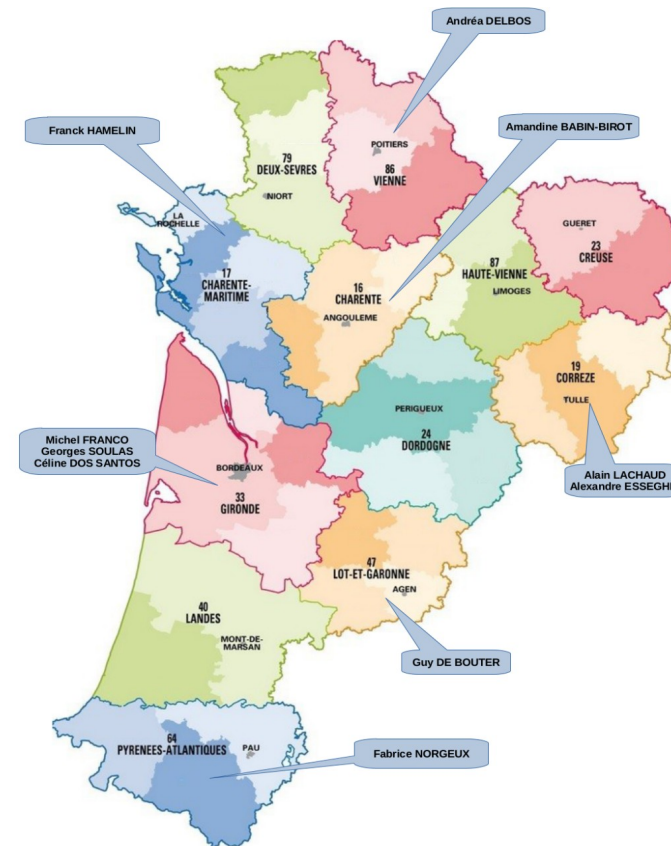 Andréa DELBOS
Franck HAMELIN
Amandine BABIN-BIROT
POITIERS
79
DEUX-SEVRES
86
VIENNE
NIORT
LA
ROCHELLE
GUERET
23
CREUSE
87
HAUTE-VIENNE
LIMOGES
17
CHARENTE-
MARITIME
16
CHARENTE
ANGOULEME
19
CORREZE
TULLE
PERIGUEUX
24
DORDOGNE
Michel FRANCO
Georges SOULAS
Céline DOS SANTOS
BORDEAUX
33
GIRONDE
Alain LACHAUD
Alexandre ESSEGHI
47
LOT-ET-GARONNE
AGEN
40
LANDES
MONT-DE-
MARSAN
Guy DE BOUTER
64
PYRENEES-ATLANTIQUES
PAU
Fabrice NORGEUX